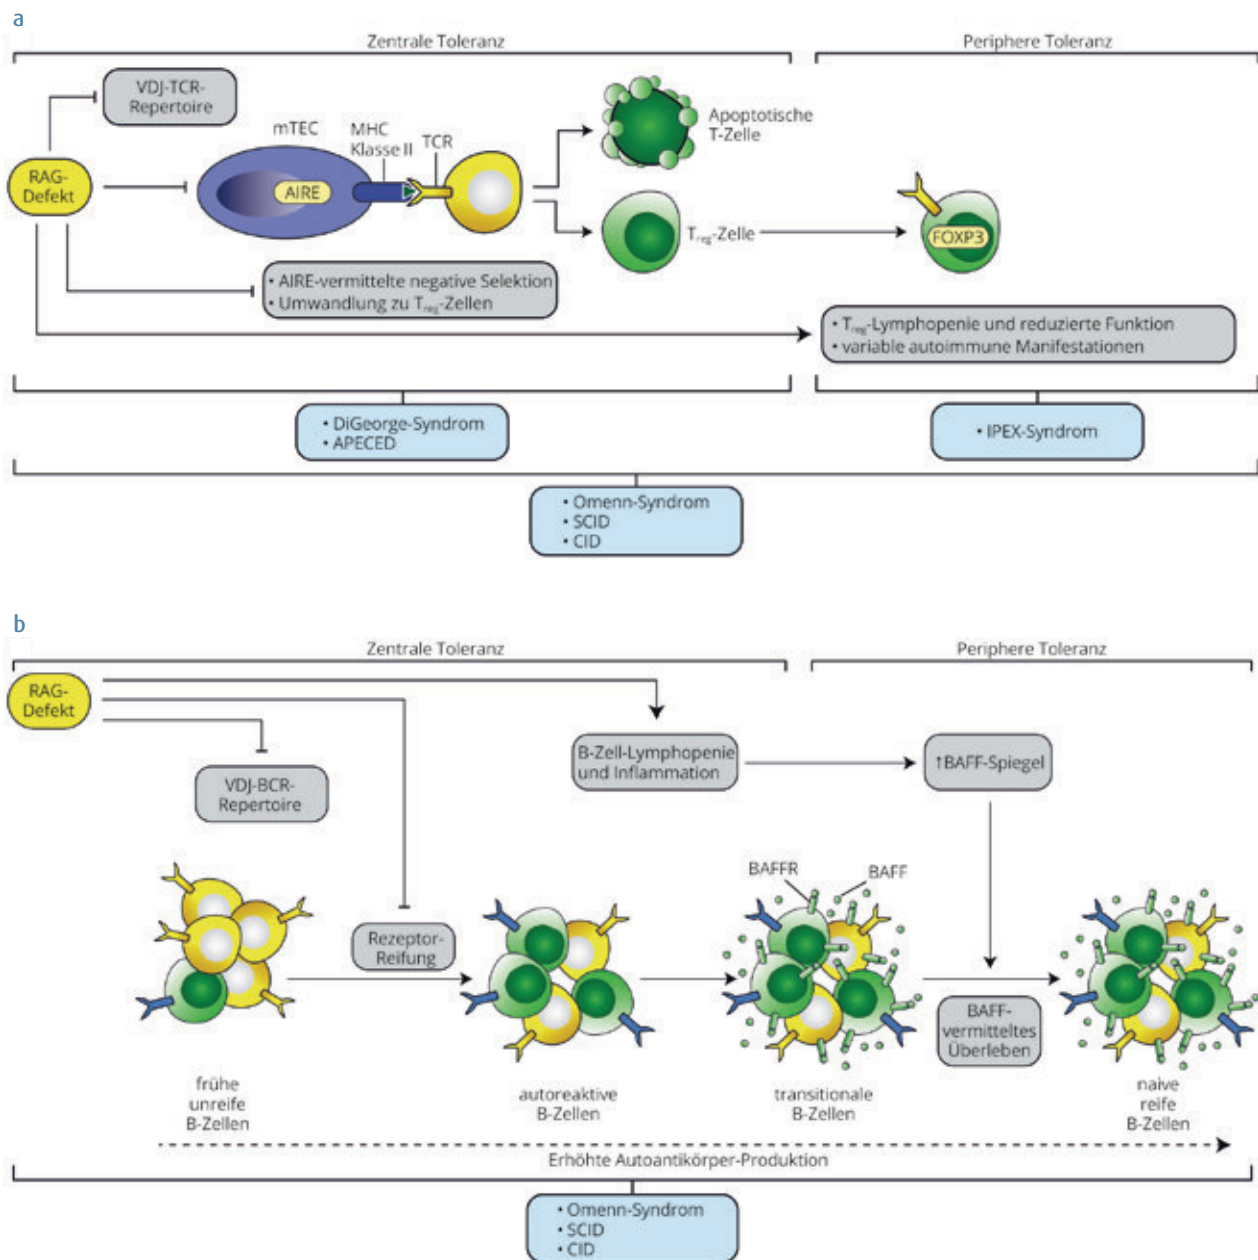 a
Zentrale Toleranz
Periphere Toleranz
VDJ-TCR-
Repertoire
mTEC
MHC
Klasse II
TCR
Apoptotische
T-Zelle
RAG-
Defekt
AIRE
Treg-Zelle
FOXP3
• AIRE-vermittelte negative Selektion
• Umwandlung zu Treg-Zellen
• Treg-Lymphopenie und reduzierte Funktion
• variable autoimmune Manifestationen
• DiGeorge-Syndrom
• APECED
• IPEX-Syndrom
• Omenn-Syndrom
• SCID
• CID
b
Zentrale Toleranz
Periphere Toleranz
RAG-
Defekt
B-Zell-Lymphopenie
und Inflammation
↑BAFF-Spiegel
VDJ-BCR-
Repertoire
BAFFR
BAFF
Rezeptor-
Reifung
BAFF-
vermitteltes
Überleben
frühe
unreife
B-Zellen
autoreaktive
B-Zellen
transitionale
B-Zellen
naive
reife
B-Zellen
Erhöhte Autoantikörper-Produktion
• Omenn-Syndrom
• SCID
• CID